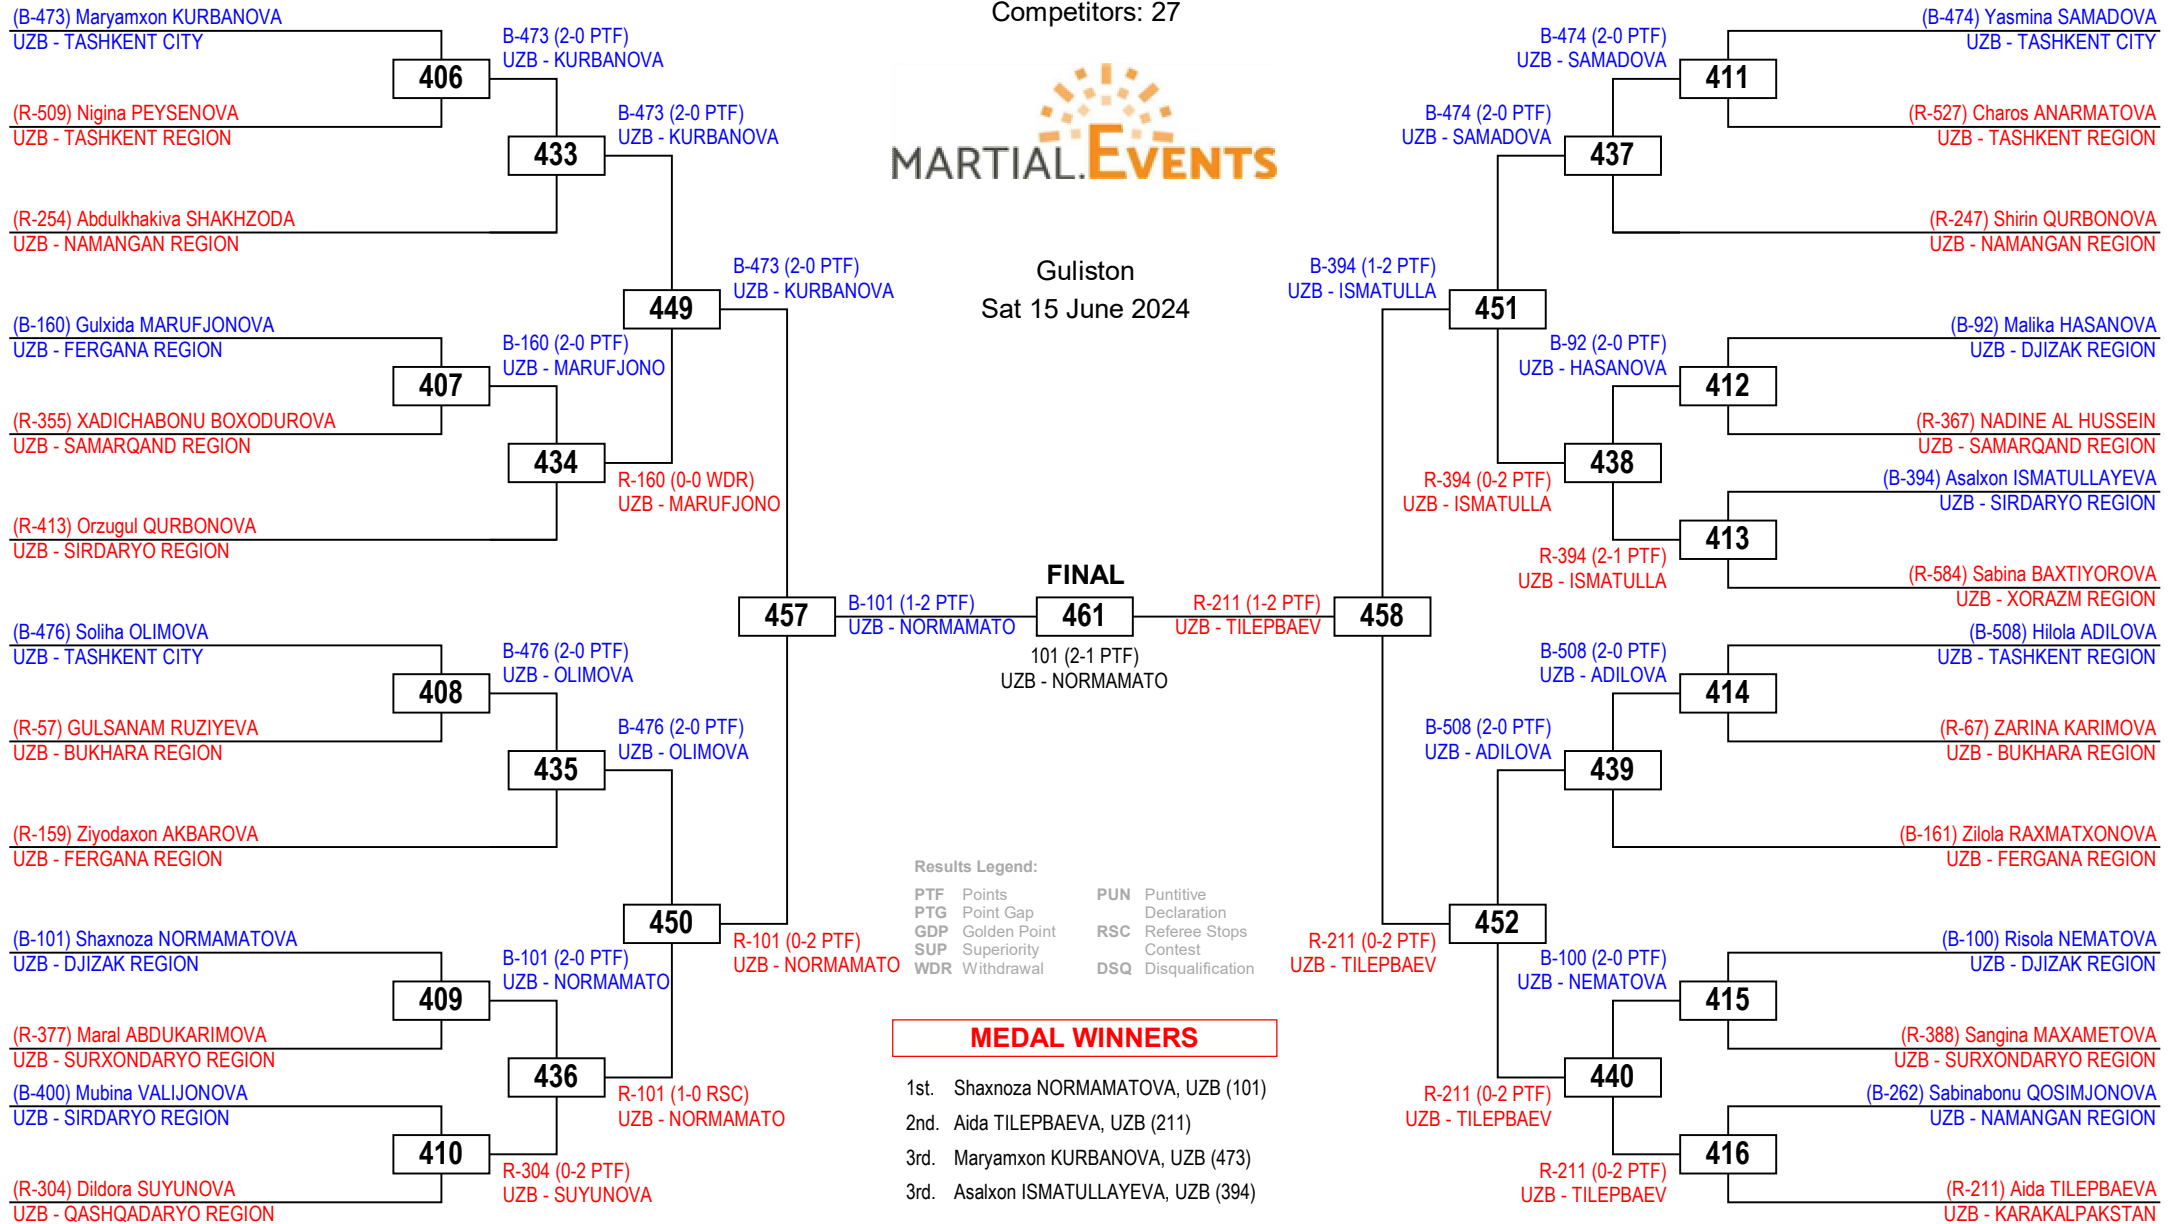 Competitors: 27
MARTIAL.EVENTS
Guliston
Sat 15 June 2024
(B-473) Maryamxon KURBANOVA
UZB - TASHKENT CITY
B-473 (2-0 PTF)
UZB - KURBANOVA
406
(R-509) Nigina PEYSENOVA
UZB - TASHKENT REGION
B-473 (2-0 PTF)
UZB - KURBANOVA
433
(R-254) Abdulkhakiva SHAKHZODA
UZB - NAMANGAN REGION
B-473 (2-0 PTF)
UZB - KURBANOVA
449
(B-160) Gulxida MARUFJONOVA
UZB - FERGANA REGION
B-160 (2-0 PTF)
UZB - MARUFJONO
407
(R-355) XADICHABONU BOXODUROVA
UZB - SAMARQAND REGION
434
R-160 (0-0 WDR)
UZB - MARUFJONO
(R-413) Orzugul QURBONOVA
UZB - SIRDARYO REGION
457
B-101 (1-2 PTF)
UZB - NORMAMATO
(B-476) Soliha OLIMOVA
UZB - TASHKENT CITY
B-476 (2-0 PTF)
UZB - OLIMOVA
408
(R-57) GULSANAM RUZIYEVA
UZB - BUKHARA REGION
B-476 (2-0 PTF)
UZB - OLIMOVA
435
(R-159) Ziyodaxon AKBAROVA
UZB - FERGANA REGION
450
R-101 (0-2 PTF)
UZB - NORMAMATO
(B-101) Shaxnoza NORMAMATOVA
UZB - DJIZAK REGION
B-101 (2-0 PTF)
UZB - NORMAMATO
409
(R-377) Maral ABDUKARIMOVA
UZB - SURXONDARYO REGION
436
R-101 (1-0 RSC)
UZB - NORMAMATO
(B-400) Mubina VALIJONOVA
UZB - SIRDARYO REGION
410
R-304 (0-2 PTF)
UZB - SUYUNOVA
(R-304) Dildora SUYUNOVA
UZB - QASHQADARYO REGION
FINAL
461
101 (2-1 PTF)
UZB - NORMAMATO
(B-474) Yasmina SAMADOVA
UZB - TASHKENT CITY
B-474 (2-0 PTF)
UZB - SAMADOVA
411
(R-527) Charos ANARMATOVA
UZB - TASHKENT REGION
B-474 (2-0 PTF)
UZB - SAMADOVA
437
(R-247) Shirin QURBONOVA
UZB - NAMANGAN REGION
B-394 (1-2 PTF)
UZB - ISMATULLA
451
(B-92) Malika HASANOVA
UZB - DJIZAK REGION
B-92 (2-0 PTF)
UZB - HASANOVA
412
(R-367) NADINE AL HUSSEIN
UZB - SAMARQAND REGION
438
R-394 (0-2 PTF)
UZB - ISMATULLA
(B-394) Asalxon ISMATULLAYEVA
UZB - SIRDARYO REGION
413
R-394 (2-1 PTF)
UZB - ISMATULLA
(R-584) Sabina BAXTIYOROVA
UZB - XORAZM REGION
R-211 (1-2 PTF)
UZB - TILEPBAEV
458
(B-508) Hilola ADILOVA
UZB - TASHKENT REGION
B-508 (2-0 PTF)
UZB - ADILOVA
414
(R-67) ZARINA KARIMOVA
UZB - BUKHARA REGION
B-508 (2-0 PTF)
UZB - ADILOVA
439
(B-161) Zilola RAXMATXONOVA
UZB - FERGANA REGION
452
R-211 (0-2 PTF)
UZB - TILEPBAEV
(B-100) Risola NEMATOVA
UZB - DJIZAK REGION
B-100 (2-0 PTF)
UZB - NEMATOVA
415
(R-388) Sangina MAXAMETOVA
UZB - SURXONDARYO REGION
440
R-211 (0-2 PTF)
UZB - TILEPBAEV
(B-262) Sabinabonu QOSIMJONOVA
UZB - NAMANGAN REGION
416
R-211 (0-2 PTF)
UZB - TILEPBAEV
(R-211) Aida TILEPBAEVA
UZB - KARAKALPAKSTAN
Results Legend:
PTF Points
PTG Point Gap
GDP Golden Point
SUP Superiority
WDR Withdrawal
PUN Puntitive
Declaration
RSC Referee Stops
Contest
DSQ Disqualification
MEDAL WINNERS
1st. Shaxnoza NORMAMATOVA, UZB (101)
2nd. Aida TILEPBAEVA, UZB (211)
3rd. Maryamxon KURBANOVA, UZB (473)
3rd. Asalxon ISMATULLAYEVA, UZB (394)